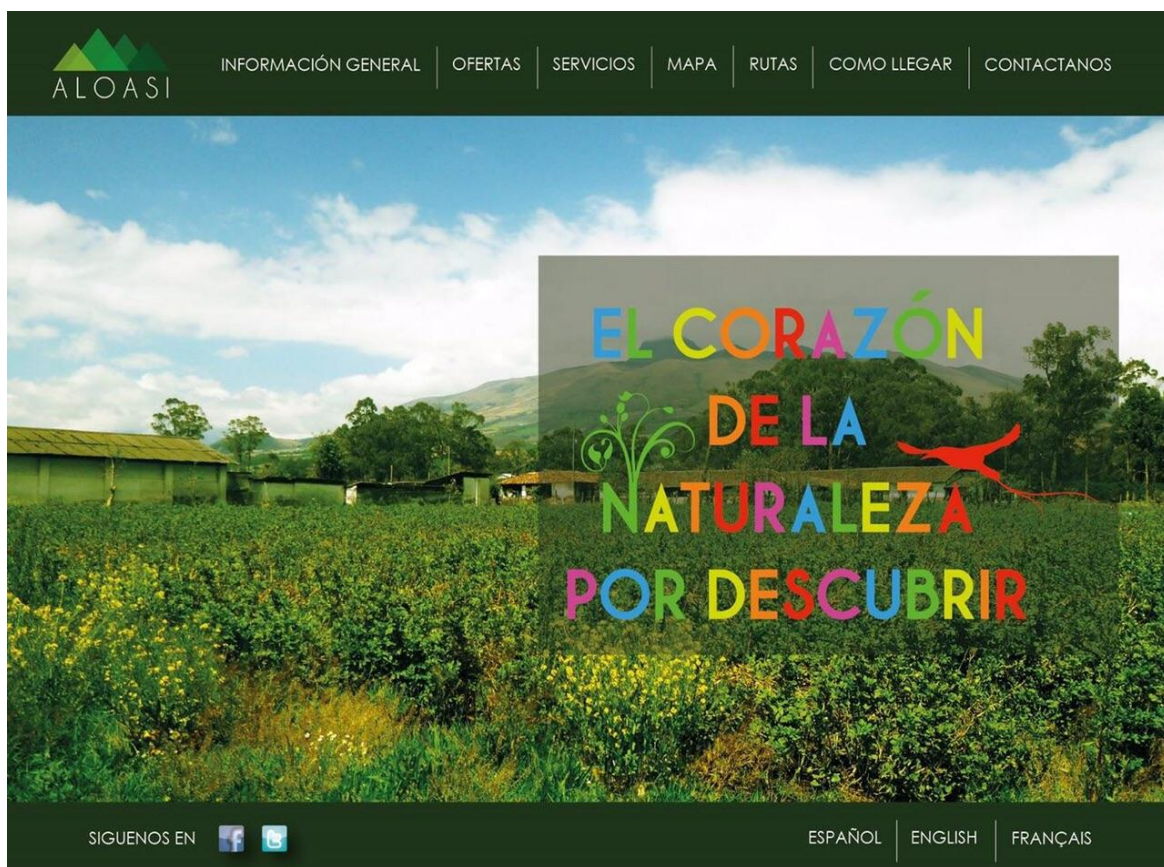 ALOASI
INFORMACIÓN GENERAL
OFERTAS
SERVICIOS
MAPA
RUTAS
COMO LLEGAR
CONTACTANOS
EL CORAZÓN
DE LA
NATURALEZA
POR DESCUBRIR
SIGUENOS EN
ESPAÑOL
ENGLISH
FRANÇAIS